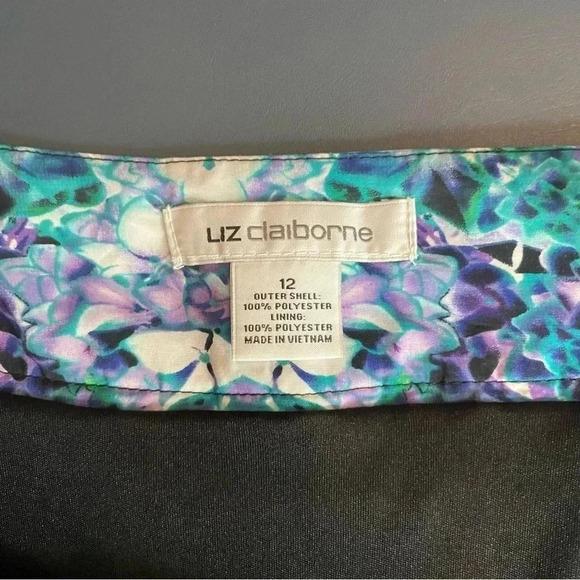 LIZ claiborne
12
OUTER SHELL:
100% POLYESTER
LINING:
100% POLYESTER
MADE IN VIETNAM